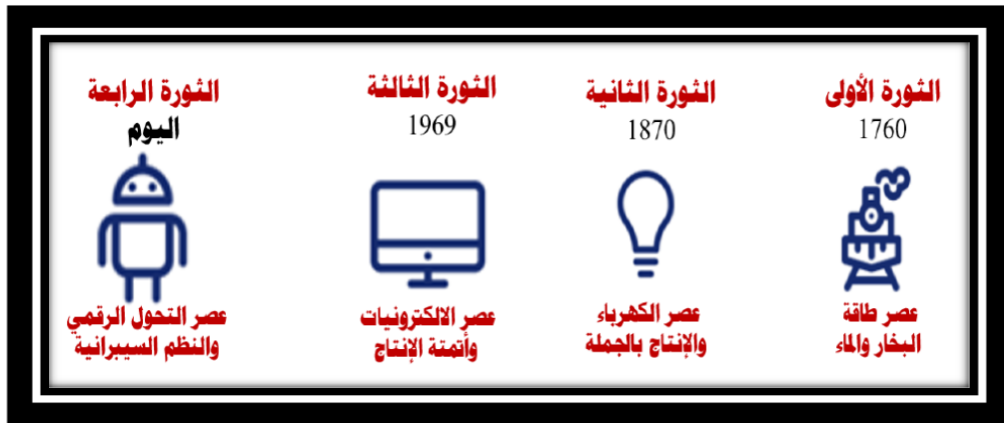 الثورة الأولى
1760
عصر طاقة
البخار والماء
الثورة الثانية
1870
عصر الكهرباء
والإنتاج بالجملة
الثورة الثالثة
1969
عصر الالكترونيات
وأتمتة الإنتاج
الثورة الرابعة
اليوم
عصر التحول الرقمي
والنظم السيبرانية